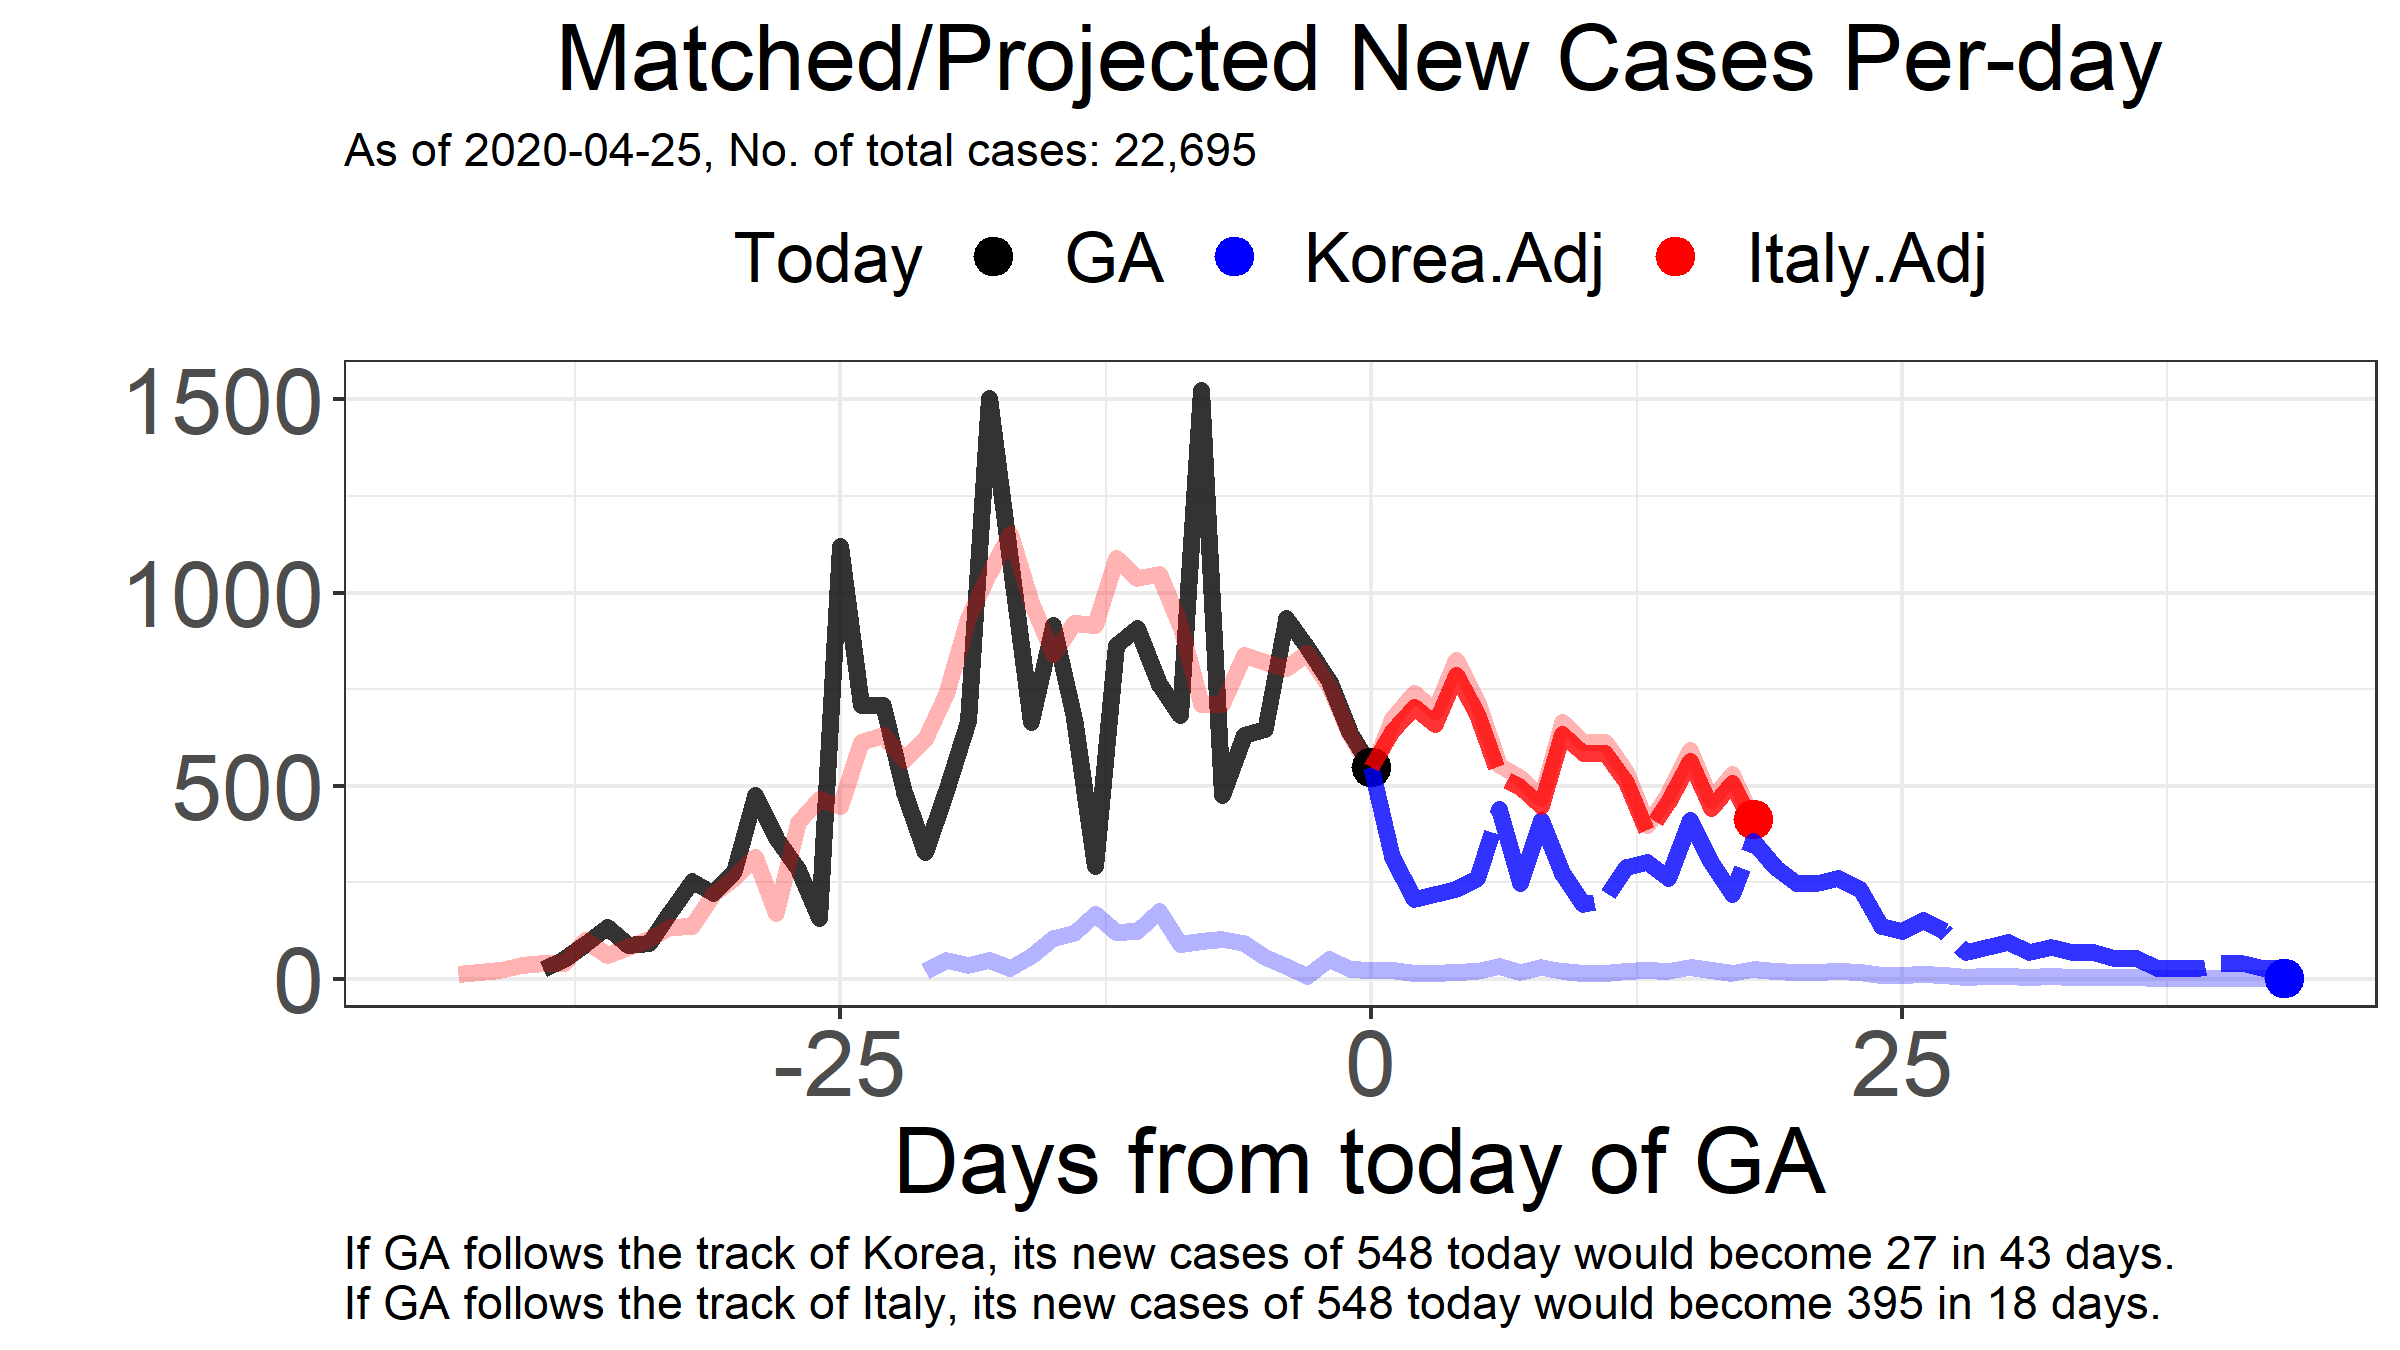 Matched/Projected New Cases Per-day
As of 2020-04-25, No. of total cases: 22,695
Today GA Korea.Adj Italy.Adj
1500
1000
500
0
-25 0 25
Days from today of GA
If GA follows the track of Korea, its new cases of 548 today would become 27 in 43 days.
If GA follows the track of Italy, its new cases of 548 today would become 395 in 18 days.